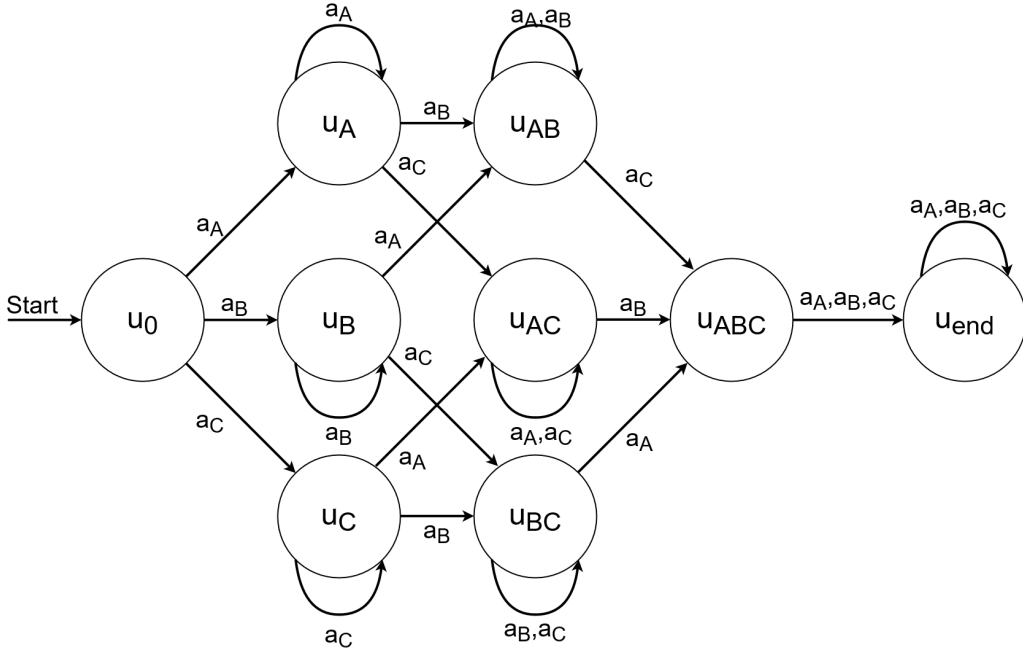 a_A
a_A,a_B
u_A
a_B
u_AB
a_C
a_C
a_A
a_A
a_A,a_B,a_C
Start
u_0
a_B
u_B
u_AC
a_B
u_ABC
a_A,a_B,a_C
u_end
a_C
a_C
a_B
a_A
a_A,a_C
a_A
u_C
a_B
u_BC
a_C
a_B,a_C